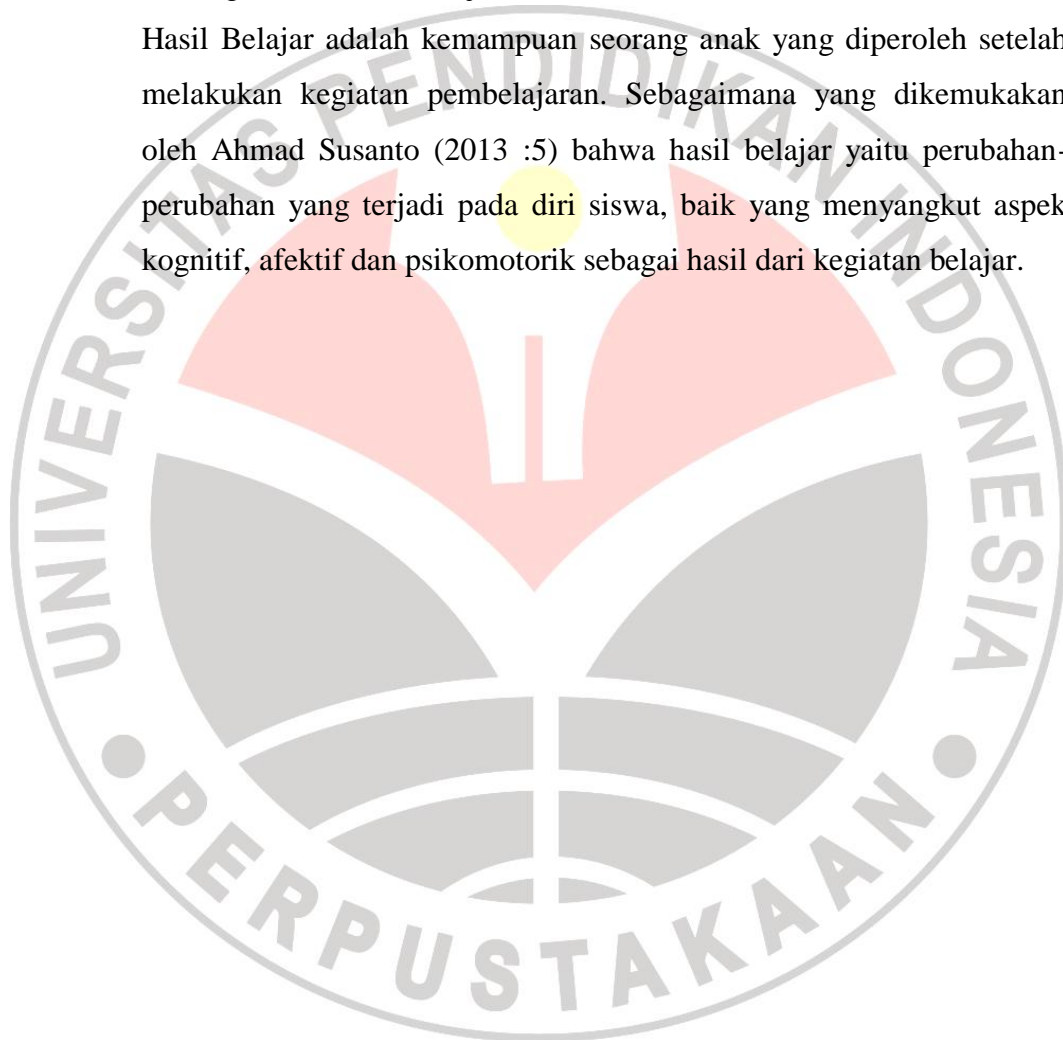 Hasil Belajar adalah kemampuan seorang anak yang diperoleh setelah
melakukan kegiatan pembelajaran. Sebagaimana yang dikemukakan
oleh Ahmad Susanto (2013 :5) bahwa hasil belajar yaitu perubahan-
perubahan yang terjadi pada diri siswa, baik yang menyangkut aspek
kognitif, afektif dan psikomotorik sebagai hasil dari kegiatan belajar.
UNIVERSITAS PENDIDIKAN INDONESIA
PERPUSTAKAAN